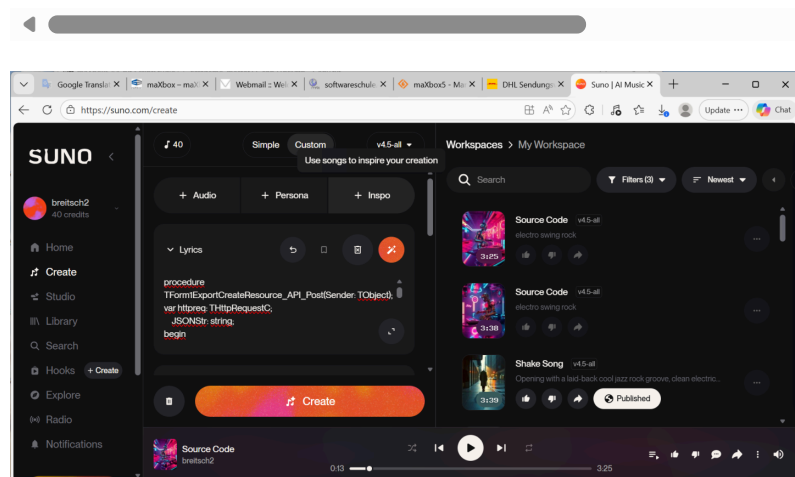 Google Translat
maXbox – maX
Webmail :: Wel
softwareschule.
maXbox5 - Ma
DHL Sendungs
Suno | AI Music
https://suno.com/create
Update
Chat
SUNO
40
Simple
Custom
v4.5-all
Use songs to inspire your creation
Workspaces > My Workspace
breitsch2
40 credits
+ Audio
+ Persona
+ Inspo
Search
Filters (3)
Newest
Home
Create
Studio
Library
Search
Hooks
+ Create
Explore
Radio
Notifications
Lyrics
procedure
TForm1ExportCreateResource_API_Post(Sender: TObject);
var httpreq: THttpRequestC;
JSONStr: string;
begin
Create
Source Code v4.5-all
electro swing rock
3:25
Source Code v4.5-all
electro swing rock
3:38
Shake Song v4.5-all
Opening with a laid-back cool jazz rock groove, clean electric...
3:39
Published
Source Code
breitsch2
0:13
3:25